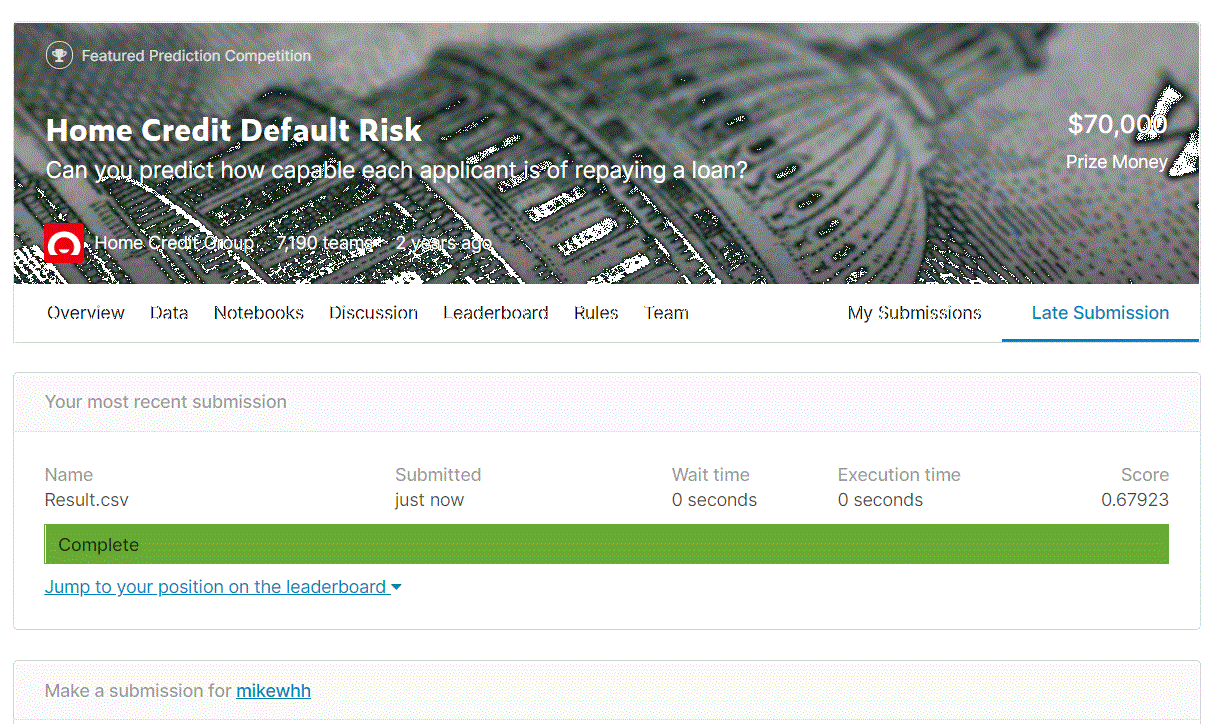 Featured Prediction Competition
Home Credit Default Risk
$70,000
Can you predict how capable each applicant is of repaying a loan?
Prize Money
Home Credit Group · 7,190 teams · 2 years ago
Overview Data Notebooks Discussion Leaderboard Rules Team My Submissions Late Submission
Your most recent submission
Name Submitted Wait time Execution time Score
Result.csv just now 0 seconds 0 seconds 0.67923
Complete
Jump to your position on the leaderboard
Make a submission for mikewhh